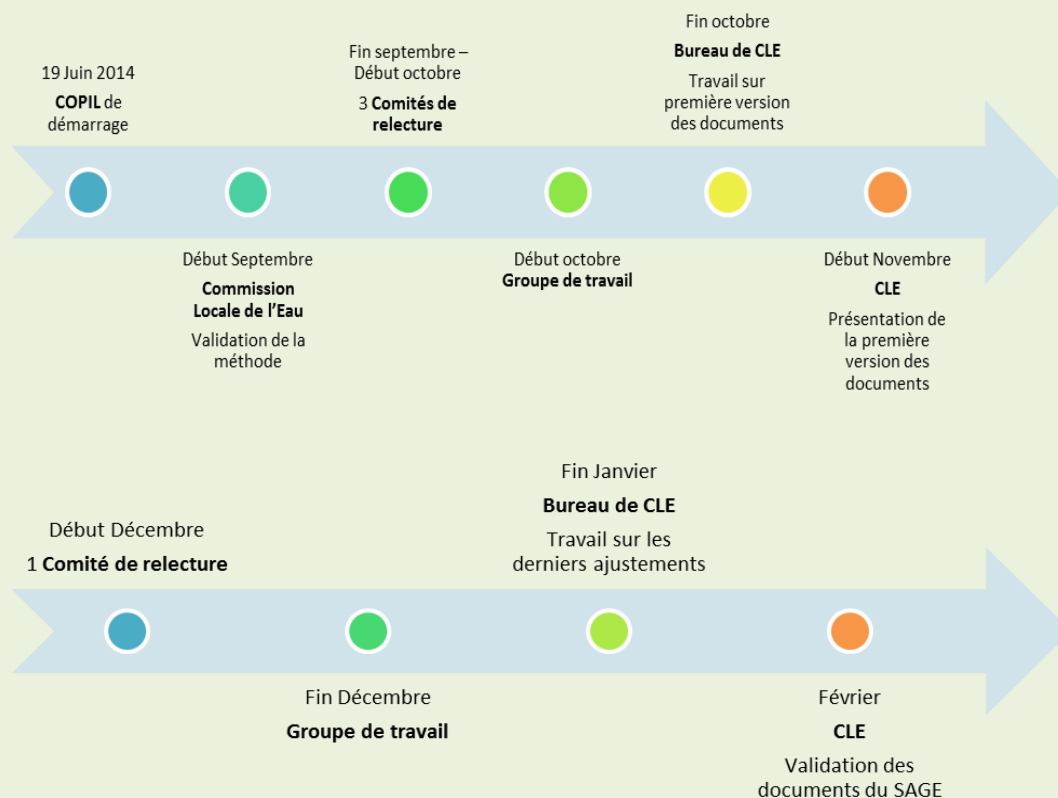 19 Juin 2014
COPIL de
démarrage
Début Septembre
Commission
Locale de l’Eau
Validation de la
méthode
Fin septembre –
Début octobre
3 Comités de
relecture
Début octobre
Groupe de travail
Fin octobre
Bureau de CLE
Travail sur
première version
des documents
Début Novembre
CLE
Présentation de
la première
version des
documents
Début Décembre
1 Comité de relecture
Fin Décembre
Groupe de travail
Fin Janvier
Bureau de CLE
Travail sur les
derniers ajustements
Février
CLE
Validation des
documents du SAGE